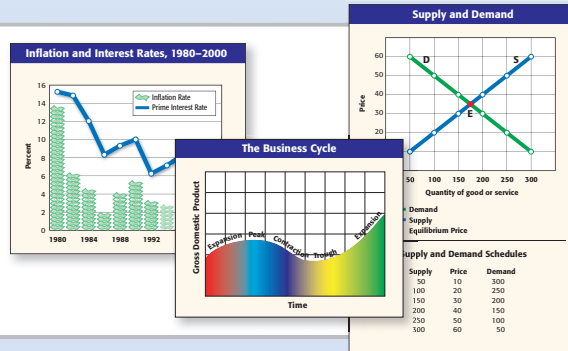 Inflation and Interest Rates, 1980–2000
Percent
16
14
12
10
8
6
4
2
0
Inflation Rate
Prime Interest Rate
1980 1984 1988 1992
The Business Cycle
Gross Domestic Product
Expansion Peak Contraction Trough Expansion
Time
Supply and Demand
Price
60
50
40
30
20
D
S
E
50 100 150 200 250 300
Quantity of good or service
Demand
Supply
Equilibrium Price
Supply and Demand Schedules
Supply Price Demand
50 10 300
100 20 250
150 30 200
200 40 150
250 50 100
300 60 50